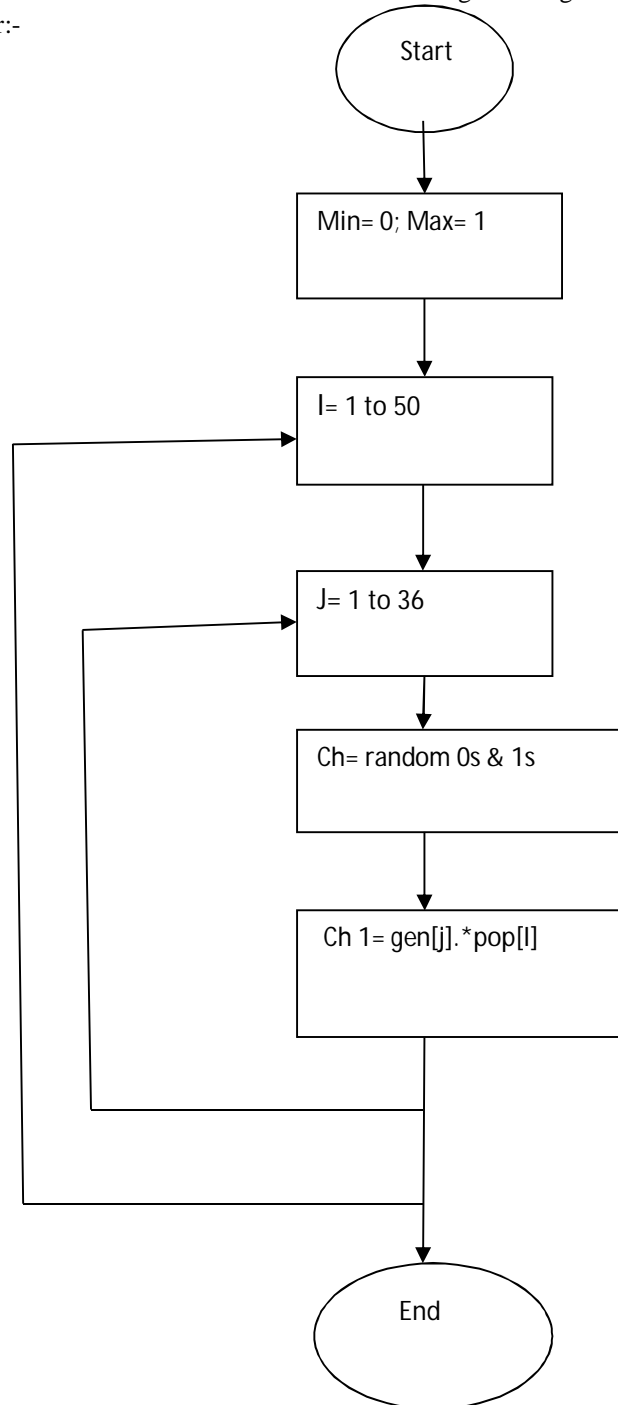 r:-
Start
Min= 0; Max= 1
I= 1 to 50
J= 1 to 36
Ch= random 0s & 1s
Ch 1= gen[j].*pop[I]
End